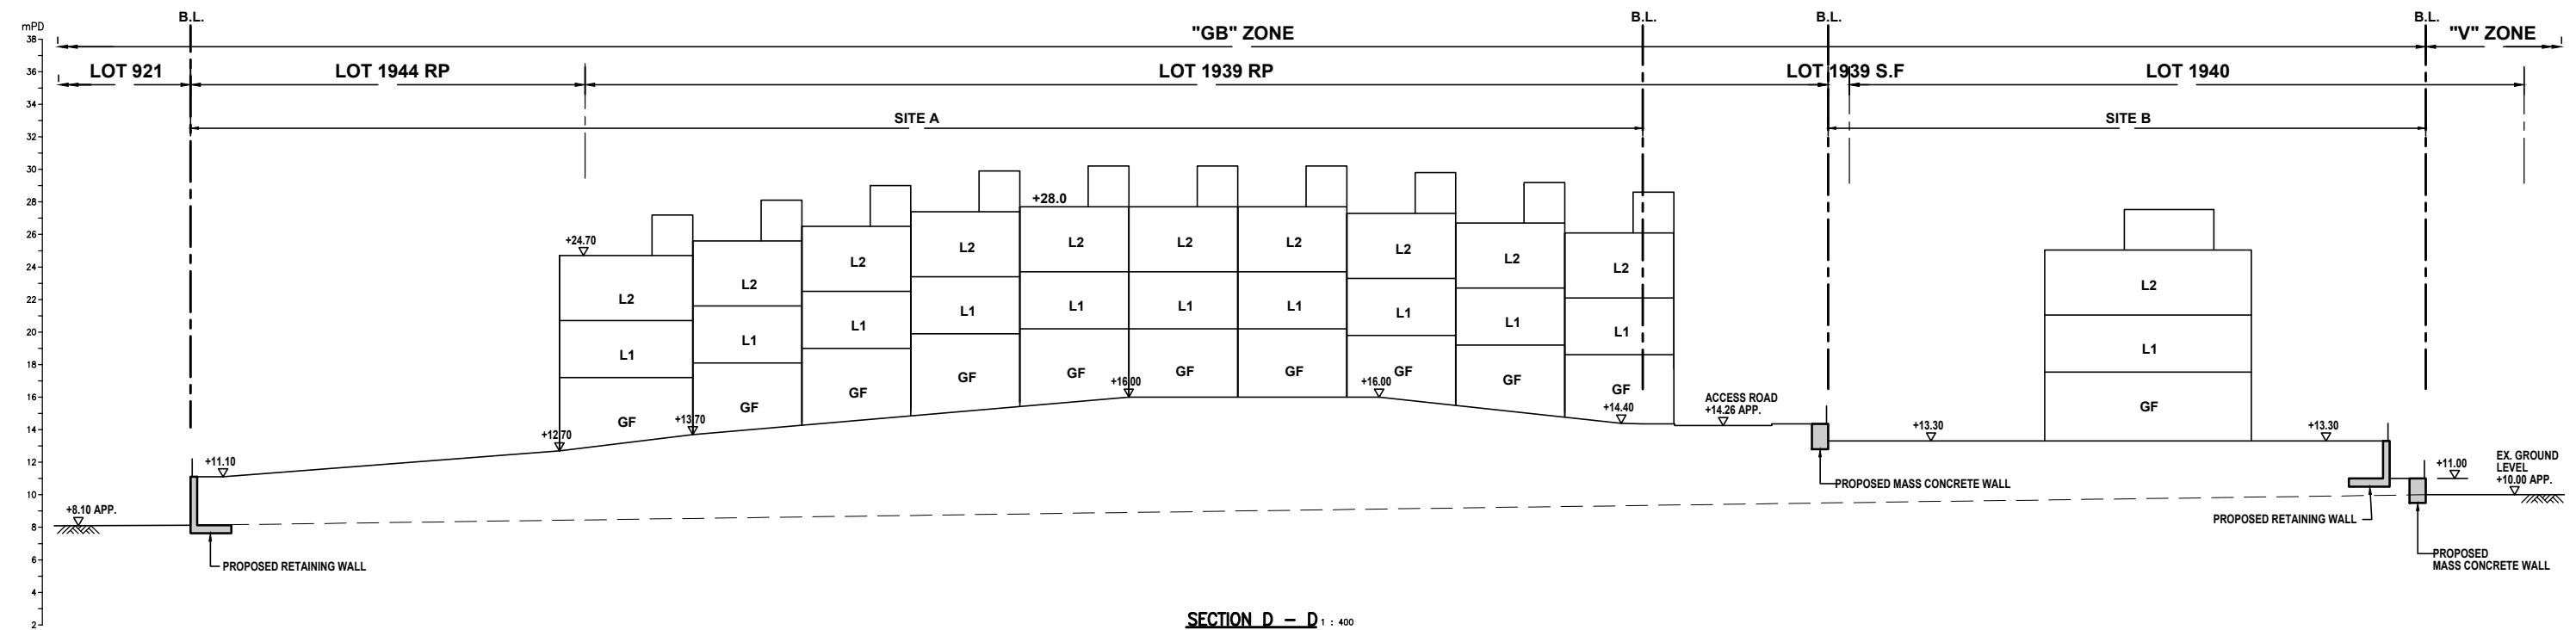 B.L.
B.L.
B.L.
B.L.
mPD
"GB" ZONE
"V" ZONE
LOT 921
LOT 1944 RP
LOT 1939 RP
LOT 1939 S.F
LOT 1940
SITE A
SITE B
38
36
34
32
30
28
26
24
22
20
18
16
14
12
10
8
6
4
2
+24.70
+28.0
L2
L2
L2
L2
L2
L2
L2
L2
L2
L2
L2
L1
L1
L1
L1
L1
L1
L1
L1
L1
L1
L1
GF
GF
GF
GF
GF
GF
GF
GF
GF
GF
GF
+11.10
+12.70
+13.70
+16.00
+16.00
+14.40
ACCESS ROAD
+14.26 APP.
+13.30
+13.30
+11.00
EX. GROUND
LEVEL
+10.00 APP.
+8.10 APP.
PROPOSED MASS CONCRETE WALL
PROPOSED RETAINING WALL
PROPOSED RETAINING WALL
PROPOSED
MASS CONCRETE WALL
SECTION D - D 1 : 400